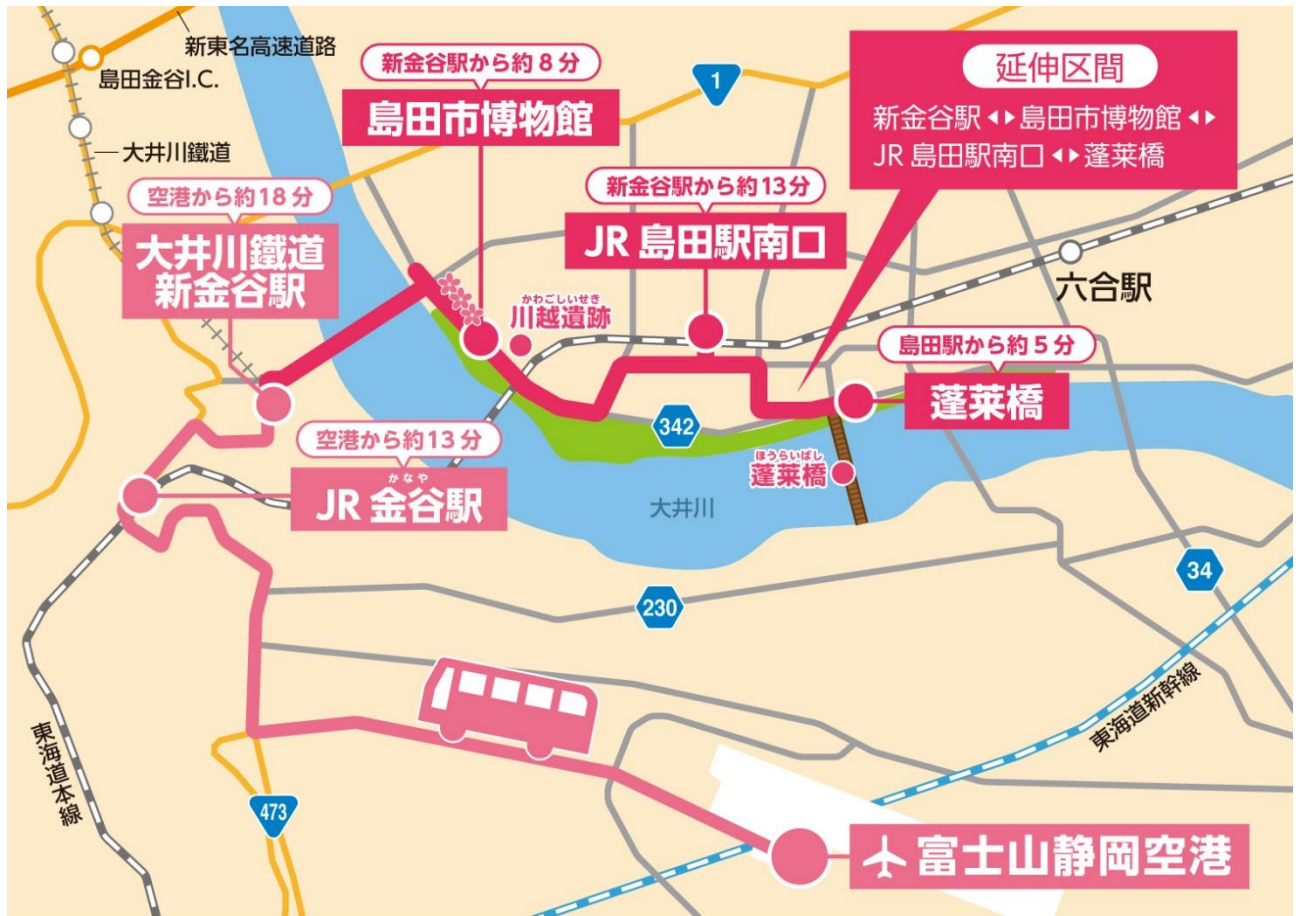 新東名高速道路
島田金谷I.C.
大井川鐵道
新金谷駅から約8分
島田市博物館
1
延伸区間
新金谷駅◂▸島田市博物館◂▸
JR 島田駅南口◂▸蓬莱橋
空港から約18分
大井川鐵道
新金谷駅
新金谷駅から約13分
JR 島田駅南口
六合駅
かわごしいせき
川越遺跡
島田駅から約5分
蓬莱橋
342
空港から約13分
かなや
JR 金谷駅
ほうらいばし
蓬莱橋
大井川
230
34
東海道本線
東海道新幹線
473
富士山静岡空港